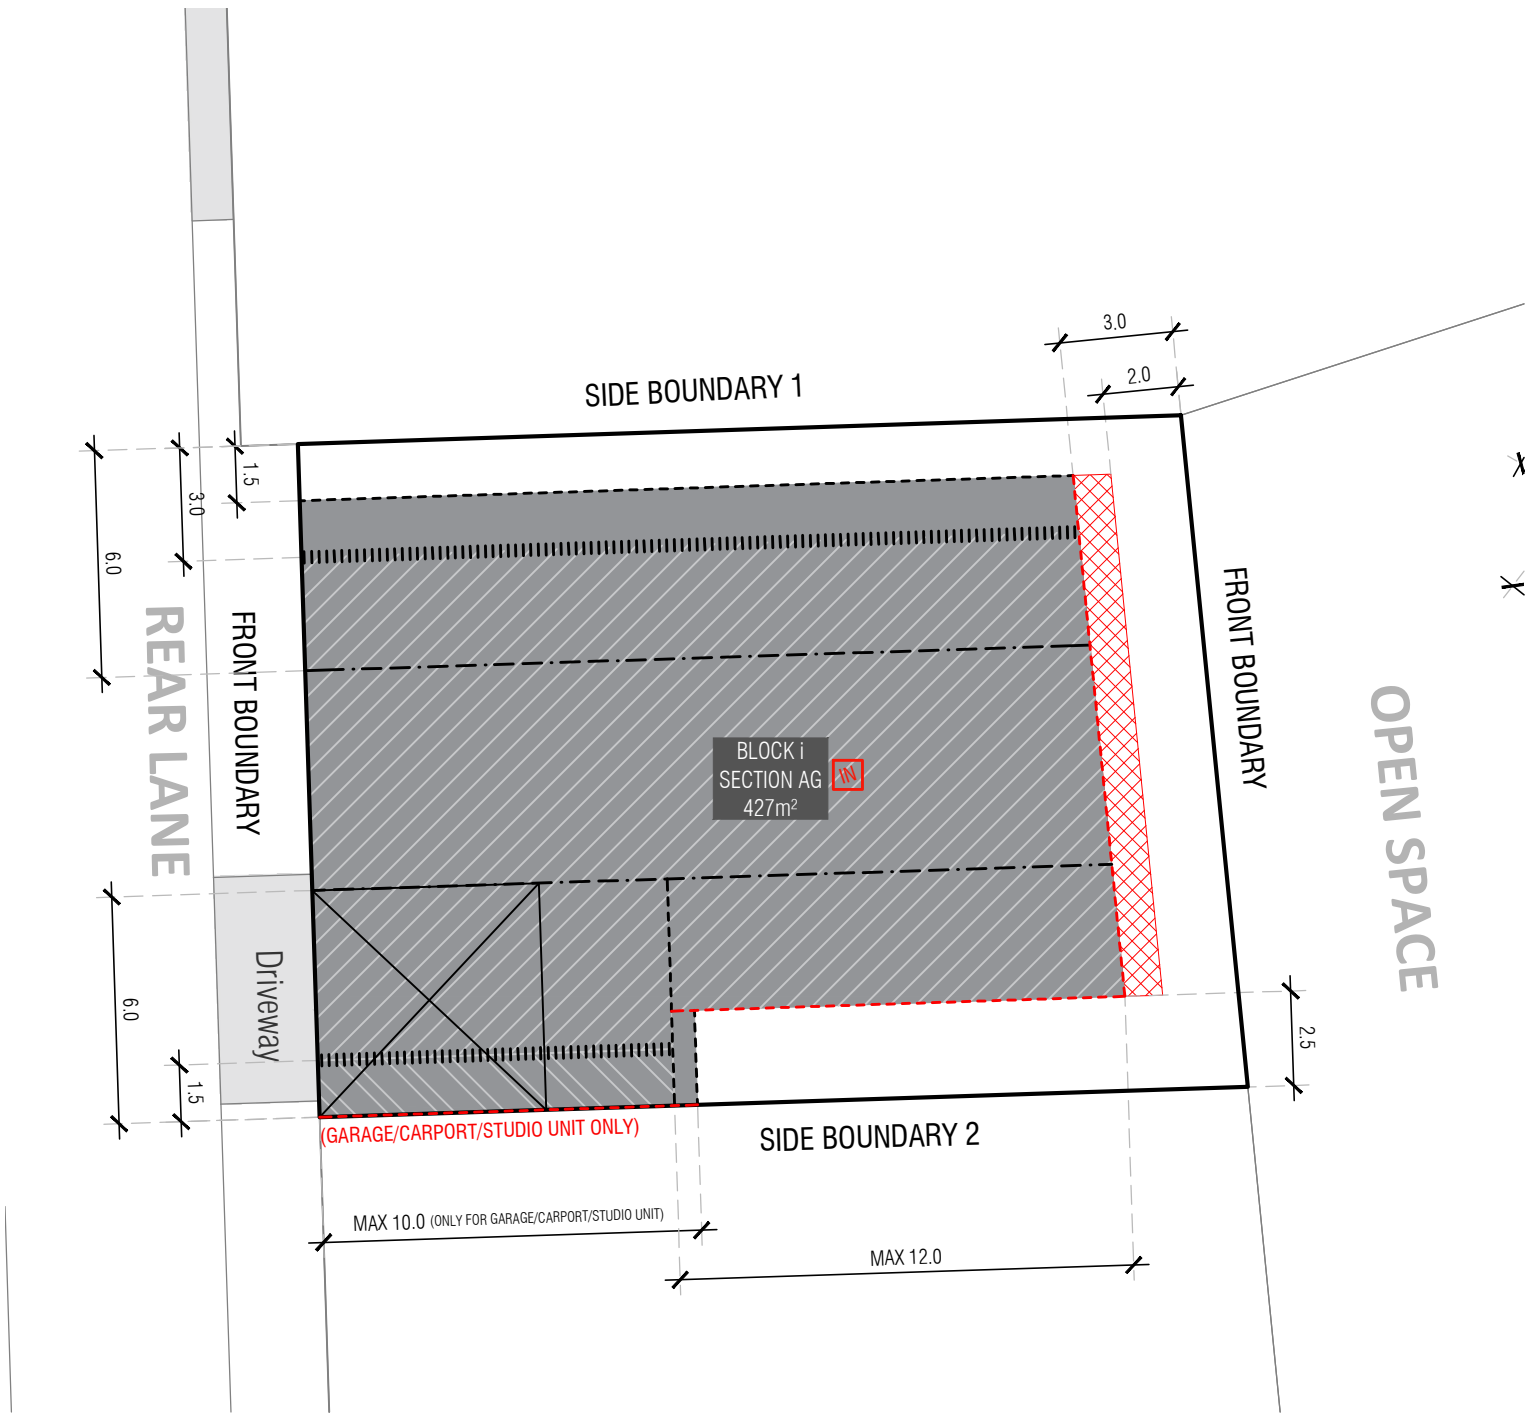 3.0
2.0
SIDE BOUNDARY 1
1.5
3.0
6.0
REAR LANE
FRONT BOUNDARY
FRONT BOUNDARY
OPEN SPACE
BLOCK i
SECTION AG
427m²
IN
Driveway
6.0
1.5
2.5
(GARAGE/CARPORT/STUDIO UNIT ONLY)
SIDE BOUNDARY 2
MAX 10.0 (ONLY FOR GARAGE/CARPORT/STUDIO UNIT)
MAX 12.0